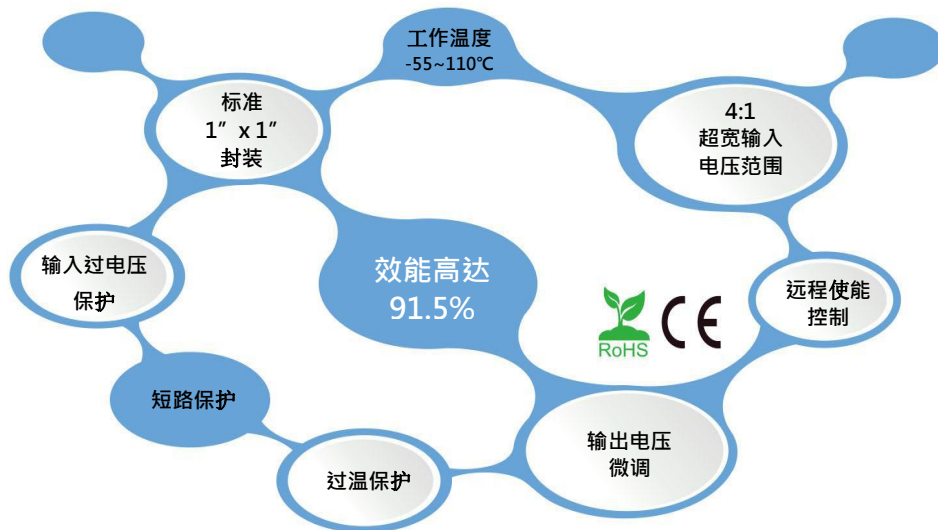 工作温度
-55~110℃
标准
1” x 1”
封装
4:1
超宽输入
电压范围
输入过电压
保护
效能高达
91.5%
远程使能
控制
RoHS
CE
短路保护
输出电压
微调
过温保护